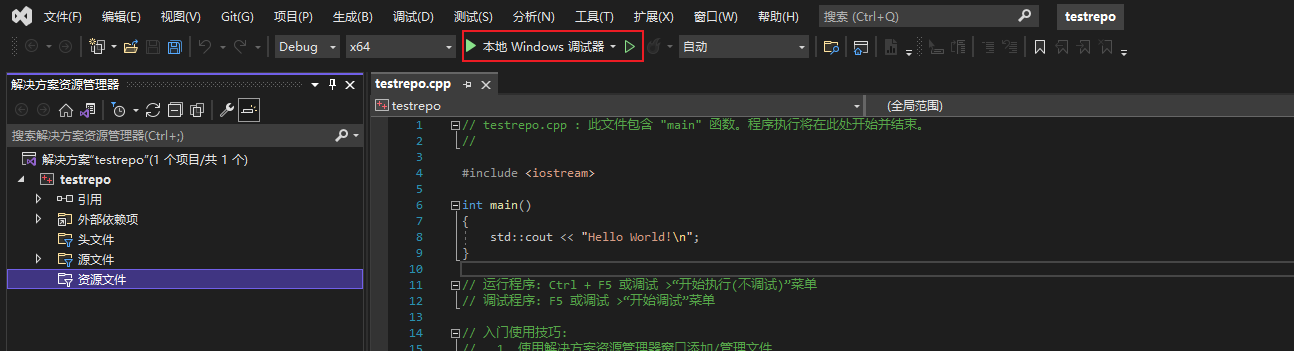 文件(F) 编辑(E) 视图(V) Git(G) 项目(P) 生成(B) 调试(D) 测试(S) 分析(N) 工具(T) 扩展(X) 窗口(W) 帮助(H) 搜索 (Ctrl+Q) testrepo
Debug x64 本地 Windows 调试器 自动
解决方案资源管理器
搜索解决方案资源管理器(Ctrl+;)
解决方案"testrepo"(1 个项目/共 1 个)
testrepo
引用
外部依赖项
头文件
源文件
资源文件
testrepo.cpp
testrepo (全局范围)
1 // testrepo.cpp : 此文件包含 "main" 函数。程序执行将在此处开始并结束。
2 //
3
4 #include <iostream>
5
6 int main()
7 {
8 std::cout << "Hello World!\n";
9 }
10
11 // 运行程序: Ctrl + F5 或调试 >“开始执行(不调试)”菜单
12 // 调试程序: F5 或调试 >“开始调试”菜单
13
14 // 入门使用技巧:
15 // 1. 使用解决方案资源管理器窗口添加/管理文件